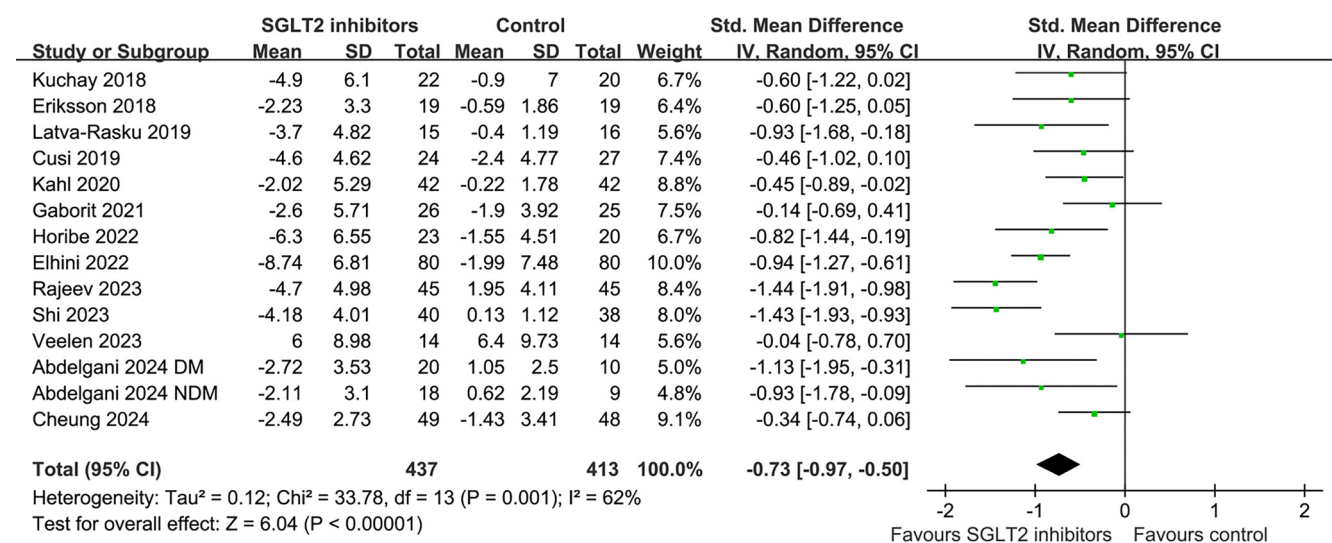 SGLT2 inhibitors Control Std. Mean Difference Std. Mean Difference
Study or Subgroup Mean SD Total Mean SD Total Weight IV, Random, 95% CI IV, Random, 95% CI
Kuchay 2018 -4.9 6.1 22 -0.9 7 20 6.7% -0.60 [-1.22, 0.02]
Eriksson 2018 -2.23 3.3 19 -0.59 1.86 19 6.4% -0.60 [-1.25, 0.05]
Latva-Rasku 2019 -3.7 4.82 15 -0.4 1.19 16 5.6% -0.93 [-1.68, -0.18]
Cusi 2019 -4.6 4.62 24 -2.4 4.77 27 7.4% -0.46 [-1.02, 0.10]
Kahl 2020 -2.02 5.29 42 -0.22 1.78 42 8.8% -0.45 [-0.89, -0.02]
Gaborit 2021 -2.6 5.71 26 -1.9 3.92 25 7.5% -0.14 [-0.69, 0.41]
Horibe 2022 -6.3 6.55 23 -1.55 4.51 20 6.7% -0.82 [-1.44, -0.19]
Elhini 2022 -8.74 6.81 80 -1.99 7.48 80 10.0% -0.94 [-1.27, -0.61]
Rajeev 2023 -4.7 4.98 45 1.95 4.11 45 8.4% -1.44 [-1.91, -0.98]
Shi 2023 -4.18 4.01 40 0.13 1.12 38 8.0% -1.43 [-1.93, -0.93]
Veelen 2023 6 8.98 14 6.4 9.73 14 5.6% -0.04 [-0.78, 0.70]
Abdelgani 2024 DM -2.72 3.53 20 1.05 2.5 10 5.0% -1.13 [-1.95, -0.31]
Abdelgani 2024 NDM -2.11 3.1 18 0.62 2.19 9 4.8% -0.93 [-1.78, -0.09]
Cheung 2024 -2.49 2.73 49 -1.43 3.41 48 9.1% -0.34 [-0.74, 0.06]
Total (95% CI) 437 413 100.0% -0.73 [-0.97, -0.50]
Heterogeneity: Tau² = 0.12; Chi² = 33.78, df = 13 (P = 0.001); I² = 62%
Test for overall effect: Z = 6.04 (P < 0.00001)
-2 -1 0 1 2
Favours SGLT2 inhibitors Favours control